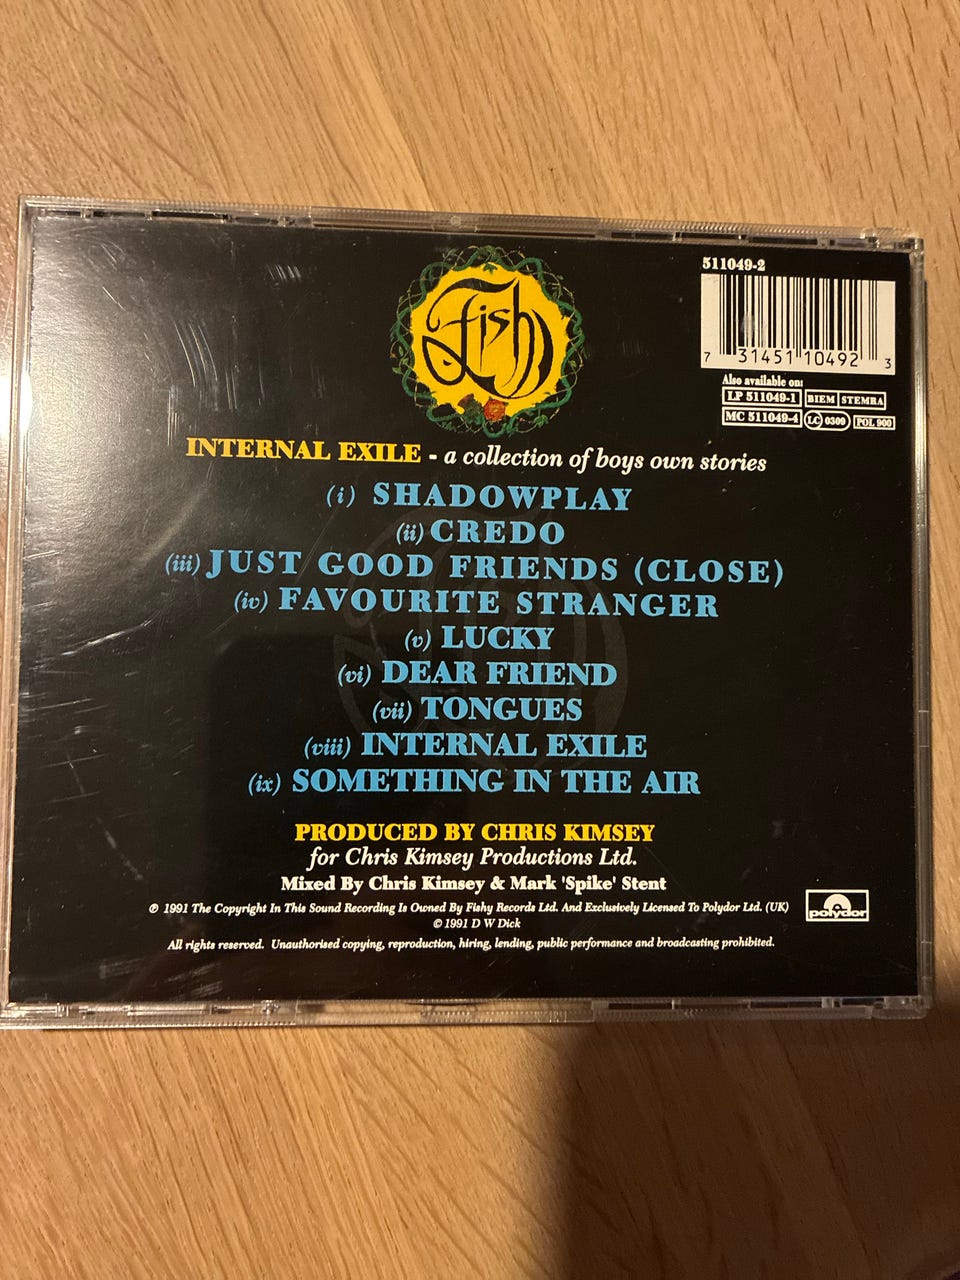 Fish
511049-2
7 31451 10492 3
Also available on:
LP 511049-1 BIEM STEMRA
MC 511049-4 LC 0309 POL 900
INTERNAL EXILE - a collection of boys own stories
(i) SHADOWPLAY
(ii) CREDO
(iii) JUST GOOD FRIENDS (CLOSE)
(iv) FAVOURITE STRANGER
(v) LUCKY
(vi) DEAR FRIEND
(vii) TONGUES
(viii) INTERNAL EXILE
(ix) SOMETHING IN THE AIR
PRODUCED BY CHRIS KIMSEY
for Chris Kimsey Productions Ltd.
Mixed By Chris Kimsey & Mark 'Spike' Stent
℗ 1991 The Copyright In This Sound Recording Is Owned By Fishy Records Ltd. And Exclusively Licensed To Polydor Ltd. (UK)
© 1991 D W Dick
All rights reserved. Unauthorised copying, reproduction, hiring, lending, public performance and broadcasting prohibited.
polydor